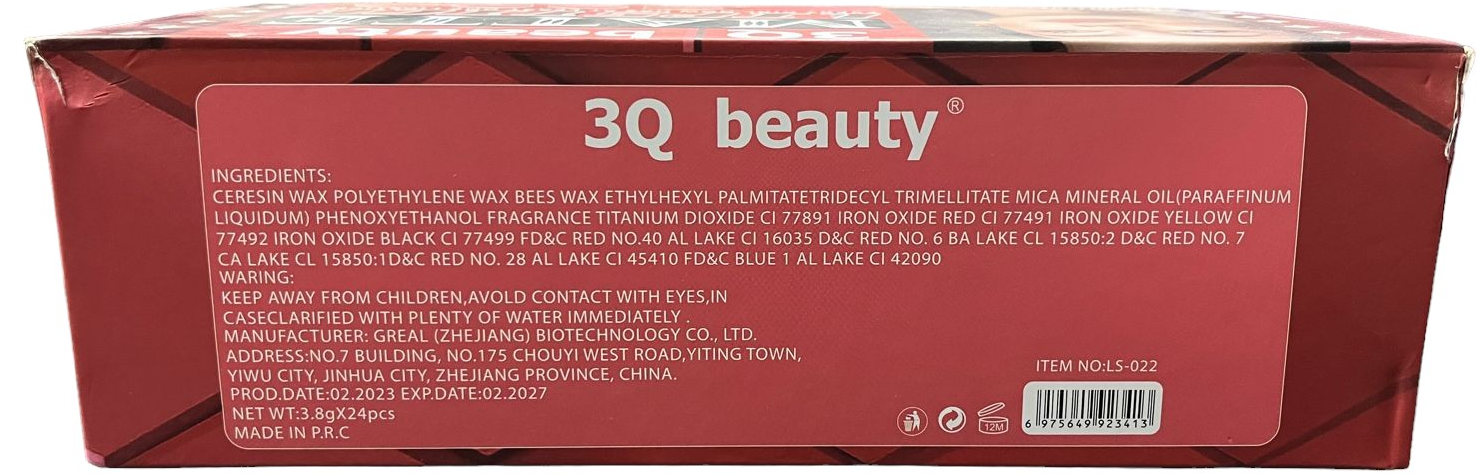 3Q beauty
3Q beauty®
INGREDIENTS:
CERESIN WAX POLYETHYLENE WAX BEES WAX ETHYLHEXYL PALMITATETRIDECYL TRIMELLITATE MICA MINERAL OIL(PARAFFINUM
LIQUIDUM) PHENOXYETHANOL FRAGRANCE TITANIUM DIOXIDE CI 77891 IRON OXIDE RED CI 77491 IRON OXIDE YELLOW CI
77492 IRON OXIDE BLACK CI 77499 FD&C RED NO.40 AL LAKE CI 16035 D&C RED NO. 6 BA LAKE CL 15850:2 D&C RED NO. 7
CA LAKE CL 15850:1D&C RED NO. 28 AL LAKE CI 45410 FD&C BLUE 1 AL LAKE CI 42090
WARING:
KEEP AWAY FROM CHILDREN,AVOLD CONTACT WITH EYES,IN
CASECLARIFIED WITH PLENTY OF WATER IMMEDIATELY .
MANUFACTURER: GREAL (ZHEJIANG) BIOTECHNOLOGY CO., LTD.
ADDRESS:NO.7 BUILDING, NO.175 CHOUYI WEST ROAD,YITING TOWN,
YIWU CITY, JINHUA CITY, ZHEJIANG PROVINCE, CHINA.
PROD.DATE:02.2023 EXP.DATE:02.2027
NET WT:3.8gX24pcs
MADE IN P.R.C
ITEM NO:LS-022
12M
6 975649 923413